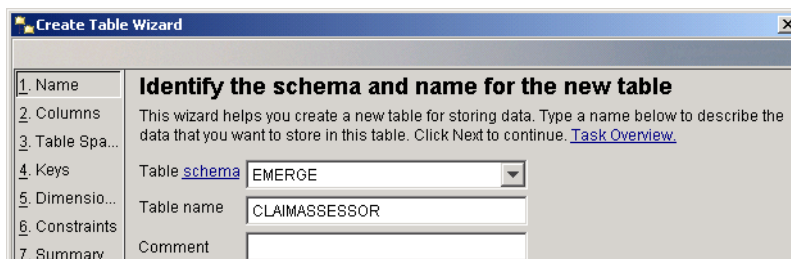 Create Table Wizard
1. Name
2. Columns
3. Table Spa...
4. Keys
5. Dimensio...
6. Constraints
7. Summary
Identify the schema and name for the new table
This wizard helps you create a new table for storing data. Type a name below to describe the
data that you want to store in this table. Click Next to continue. Task Overview.
Table schema EMERGE
Table name CLAIMASSESSOR
Comment